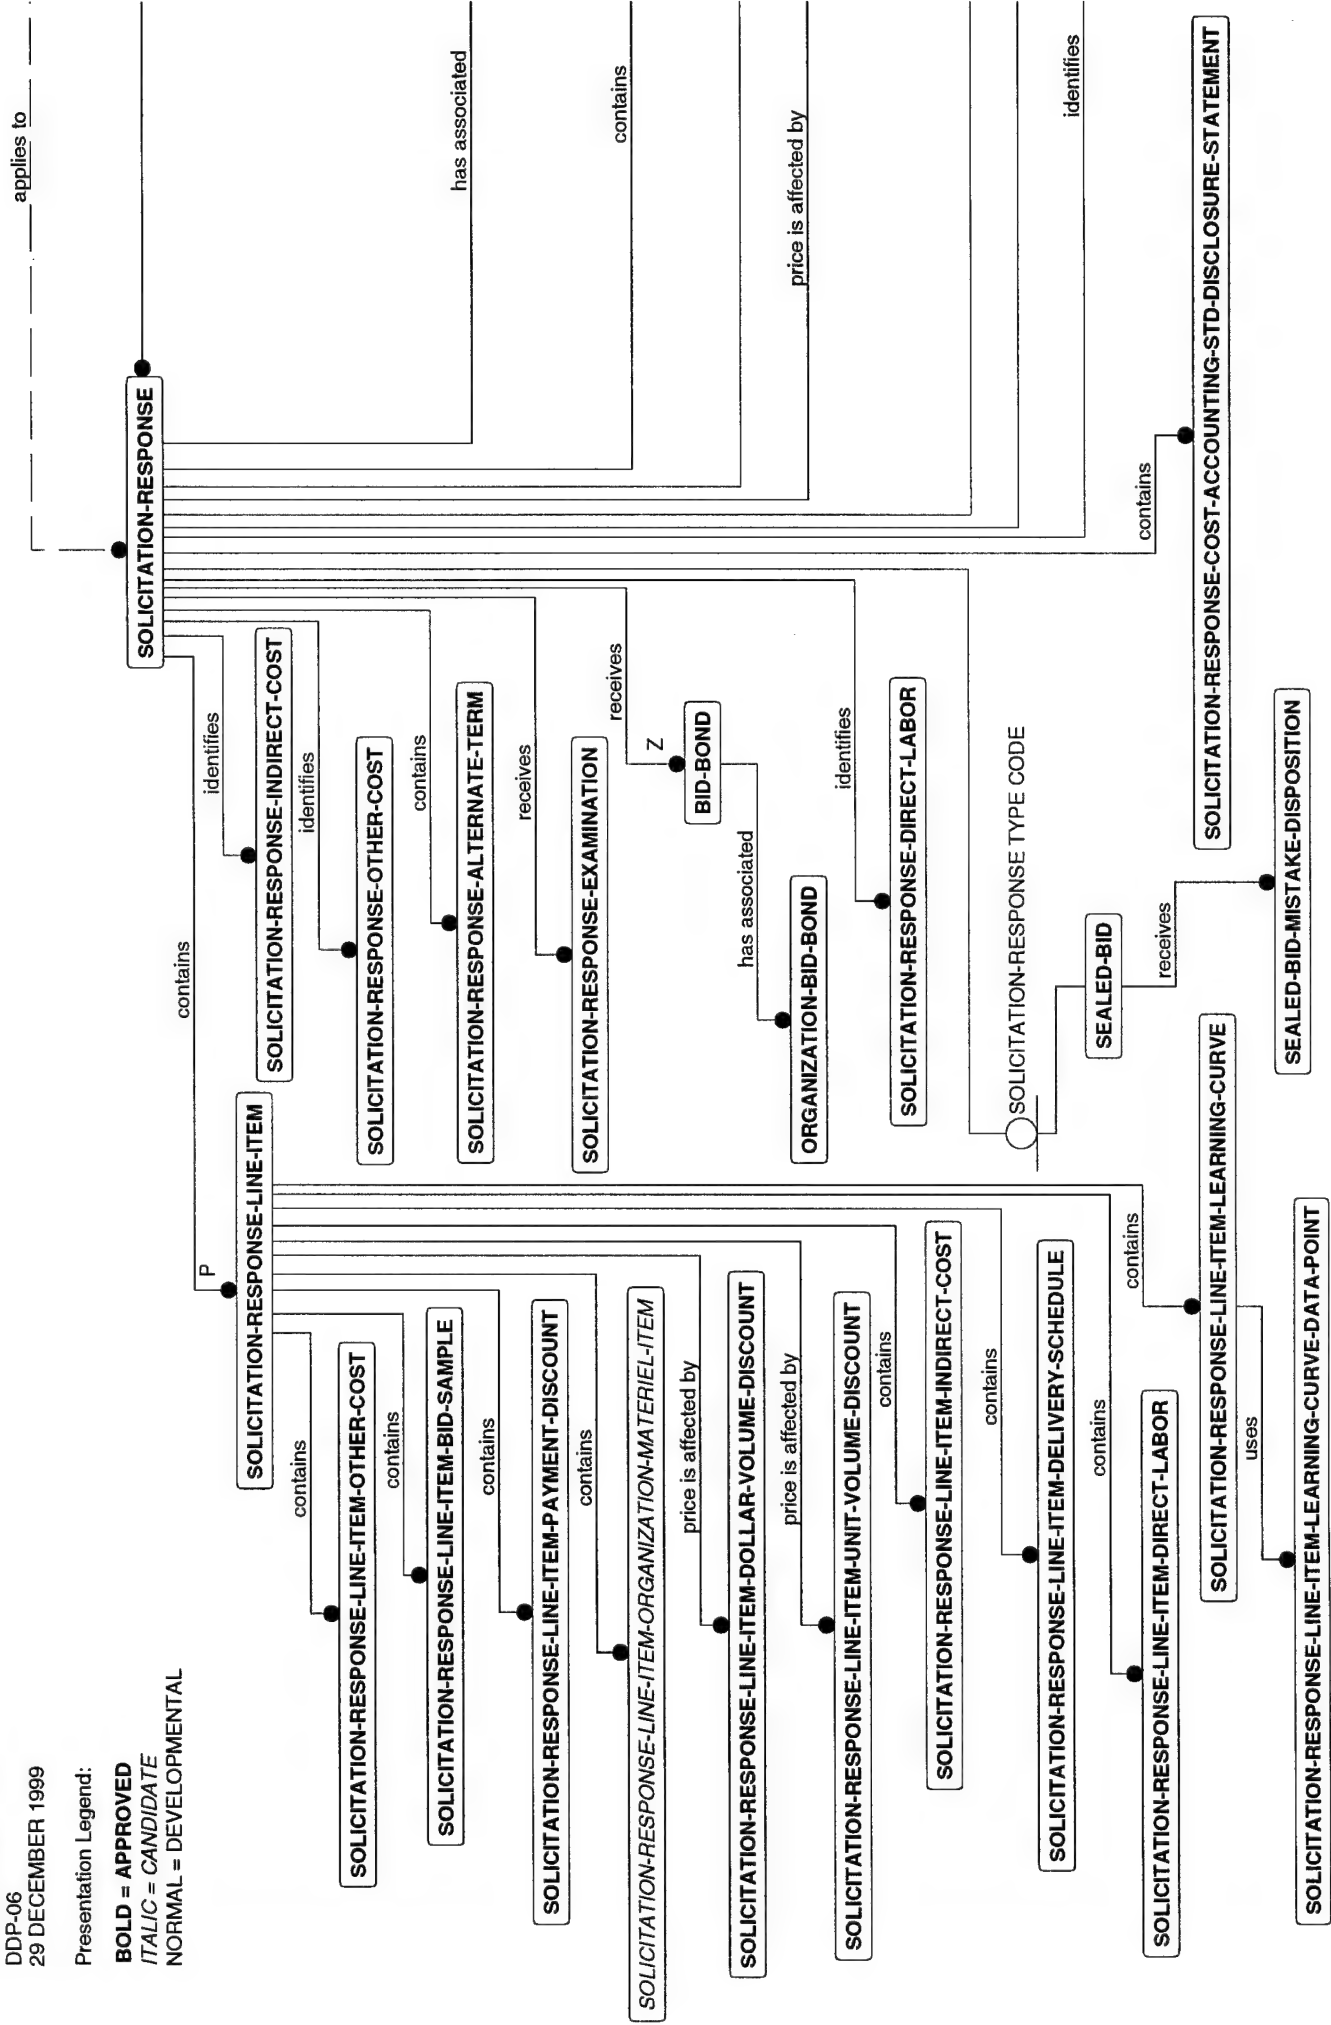 DDP-06
29 DECEMBER 1999
Presentation Legend:
BOLD = APPROVED
ITALIC = CANDIDATE
NORMAL = DEVELOPMENTAL
applies to
SOLICITATION-RESPONSE
has associated
contains
price is affected by
identifies
contains
P
SOLICITATION-RESPONSE-LINE-ITEM
identifies
SOLICITATION-RESPONSE-INDIRECT-COST
identifies
SOLICITATION-RESPONSE-OTHER-COST
contains
SOLICITATION-RESPONSE-ALTERNATE-TERM
receives
SOLICITATION-RESPONSE-EXAMINATION
receives
Z
BID-BOND
has associated
ORGANIZATION-BID-BOND
identifies
SOLICITATION-RESPONSE-DIRECT-LABOR
SOLICITATION-RESPONSE TYPE CODE
SEALED-BID
receives
SEALED-BID-MISTAKE-DISPOSITION
contains
SOLICITATION-RESPONSE-COST-ACCOUNTING-STD-DISCLOSURE-STATEMENT
contains
SOLICITATION-RESPONSE-LINE-ITEM-OTHER-COST
contains
SOLICITATION-RESPONSE-LINE-ITEM-BID-SAMPLE
contains
SOLICITATION-RESPONSE-LINE-ITEM-PAYMENT-DISCOUNT
contains
SOLICITATION-RESPONSE-LINE-ITEM-ORGANIZATION-MATERIEL-ITEM
price is affected by
SOLICITATION-RESPONSE-LINE-ITEM-DOLLAR-VOLUME-DISCOUNT
price is affected by
SOLICITATION-RESPONSE-LINE-ITEM-UNIT-VOLUME-DISCOUNT
contains
SOLICITATION-RESPONSE-LINE-ITEM-INDIRECT-COST
contains
SOLICITATION-RESPONSE-LINE-ITEM-DELIVERY-SCHEDULE
contains
SOLICITATION-RESPONSE-LINE-ITEM-DIRECT-LABOR
contains
SOLICITATION-RESPONSE-LINE-ITEM-LEARNING-CURVE
uses
SOLICITATION-RESPONSE-LINE-ITEM-LEARNING-CURVE-DATA-POINT